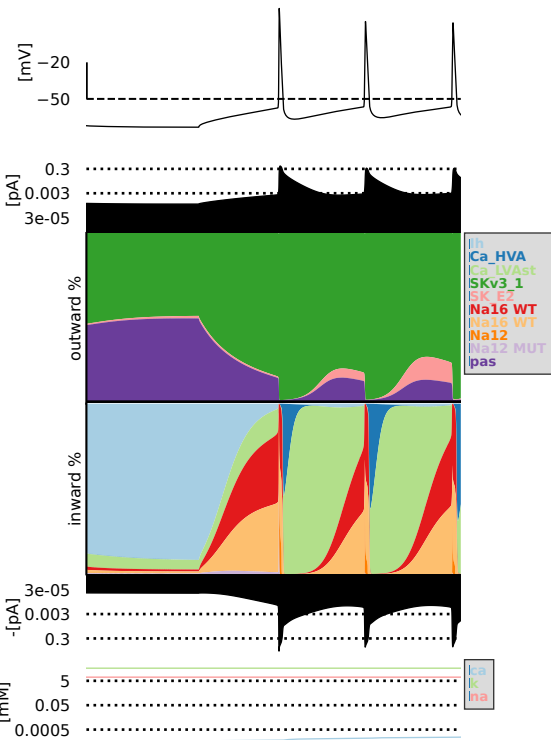 [mV]
−20
−50
[pA]
0.3
0.003
3e-05
outward %
Ih
Ca_HVA
Ca_LVAst
SKv3_1
SK_E2
Na16 WT
Na16 WT
Na12
Na12 MUT
pas
inward %
-[pA]
3e-05
0.003
0.3
[mM]
5
0.05
0.0005
ca
k
na